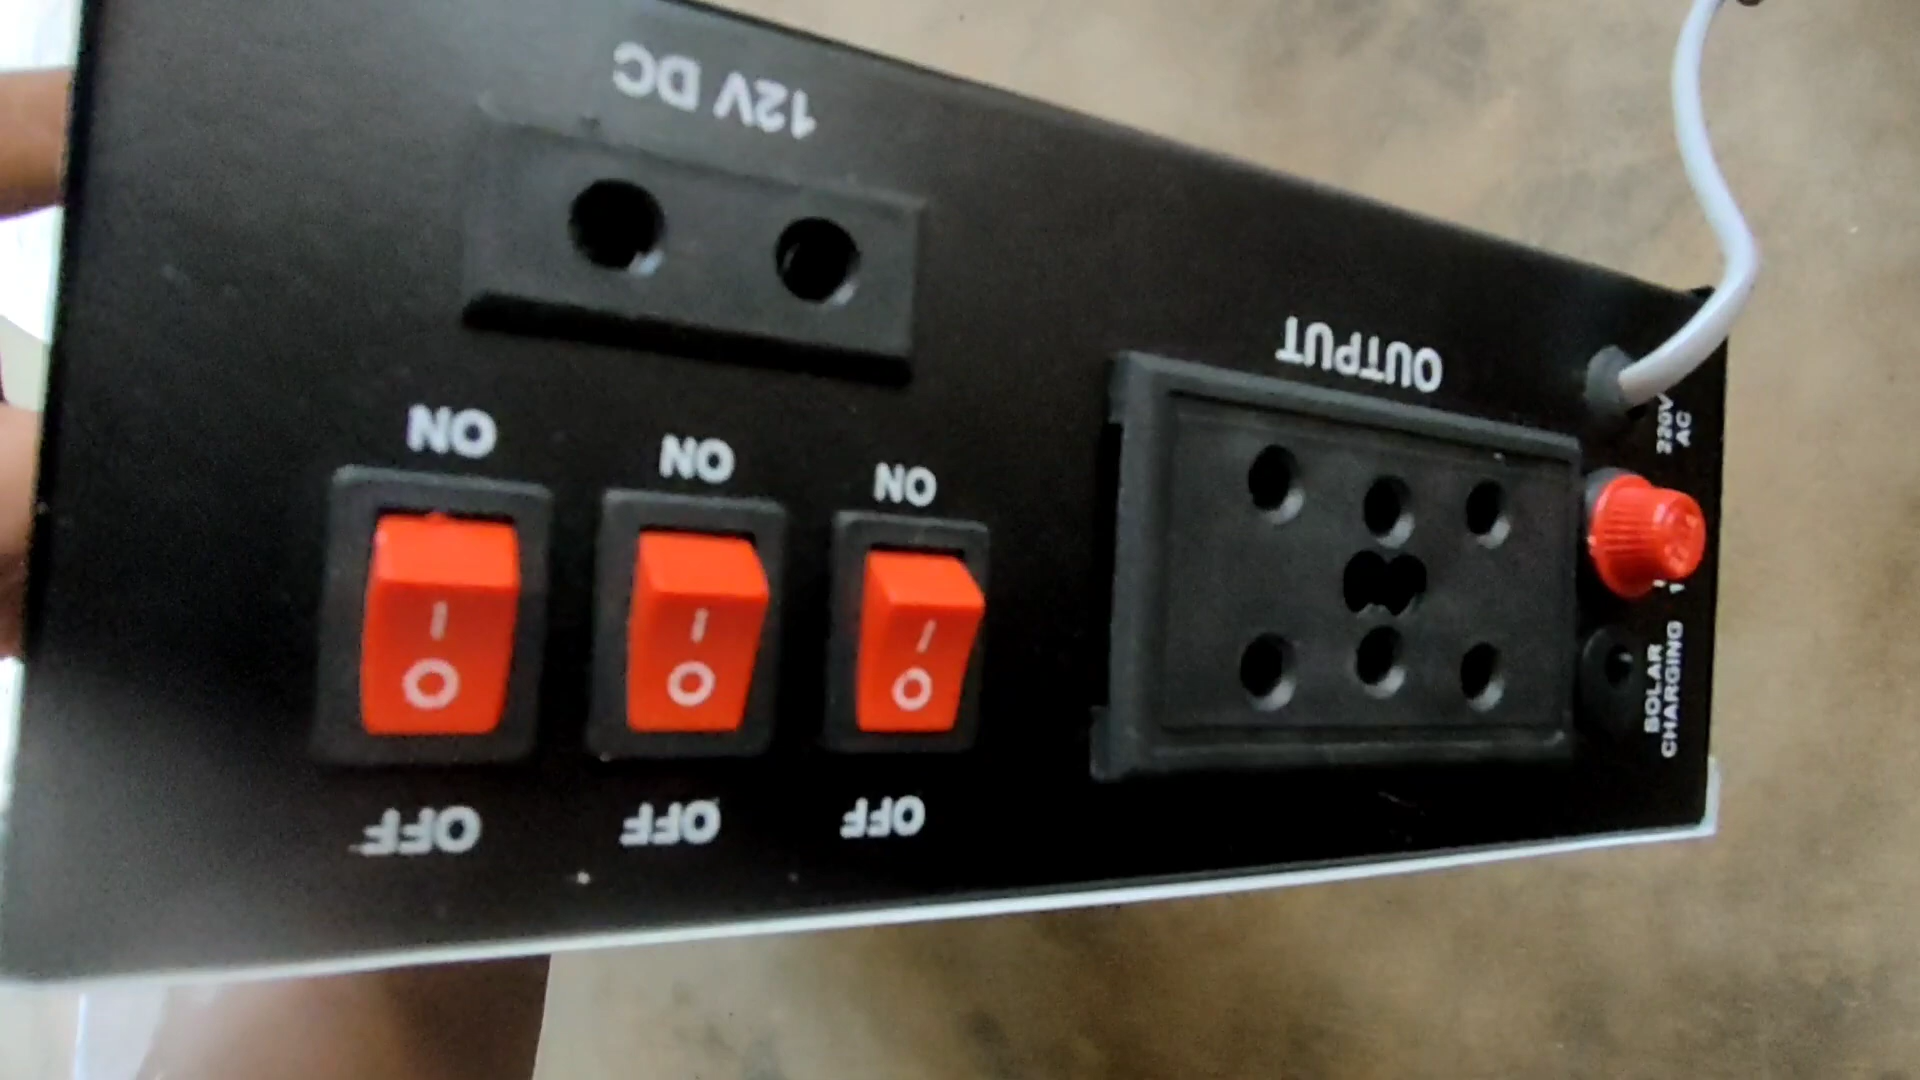 12V DC
OUTPUT
ON
ON
ON
OFF
OFF
OFF
220V
AC
SOLAR
CHARGING